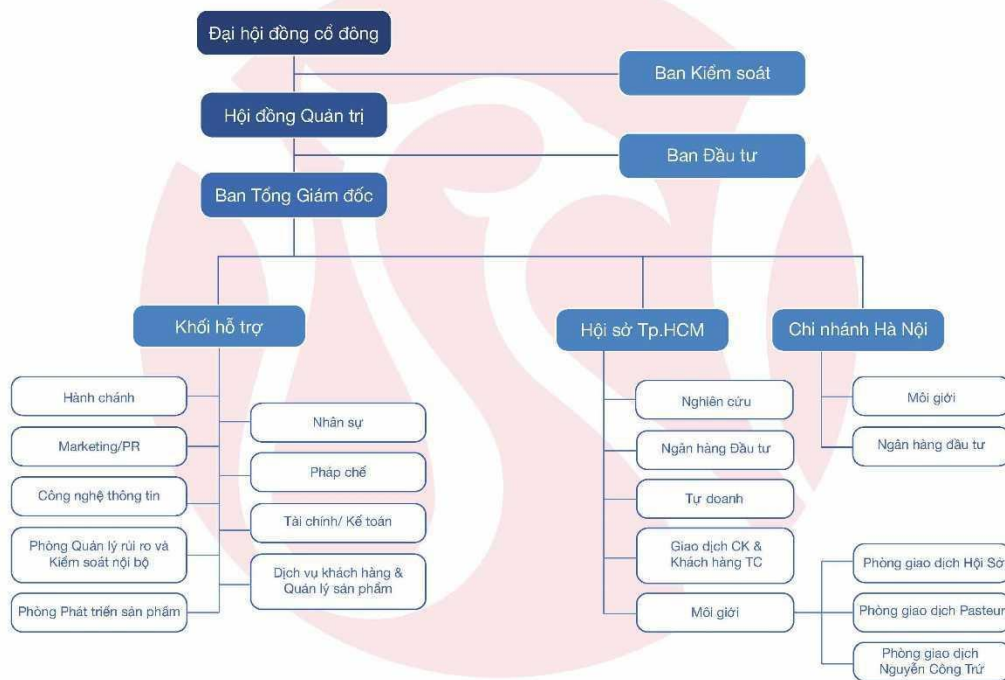 Đại hội đồng cổ đông
Ban Kiểm soát
Hội đồng Quản trị
Ban Đầu tư
Ban Tổng Giám đốc
Khối hỗ trợ
Hội sở Tp.HCM
Chi nhánh Hà Nội
Hành chánh
Marketing/PR
Công nghệ thông tin
Phòng Quản lý rủi ro và
Kiểm soát nội bộ
Phòng Phát triển sản phẩm
Nhân sự
Pháp chế
Tài chính/ Kế toán
Dịch vụ khách hàng &
Quản lý sản phẩm
Nghiên cứu
Ngân hàng Đầu tư
Tự doanh
Giao dịch CK &
Khách hàng TC
Môi giới
Môi giới
Ngân hàng đầu tư
Phòng giao dịch Hội Sở
Phòng giao dịch Pasteur
Phòng giao dịch
Nguyễn Công Trứ